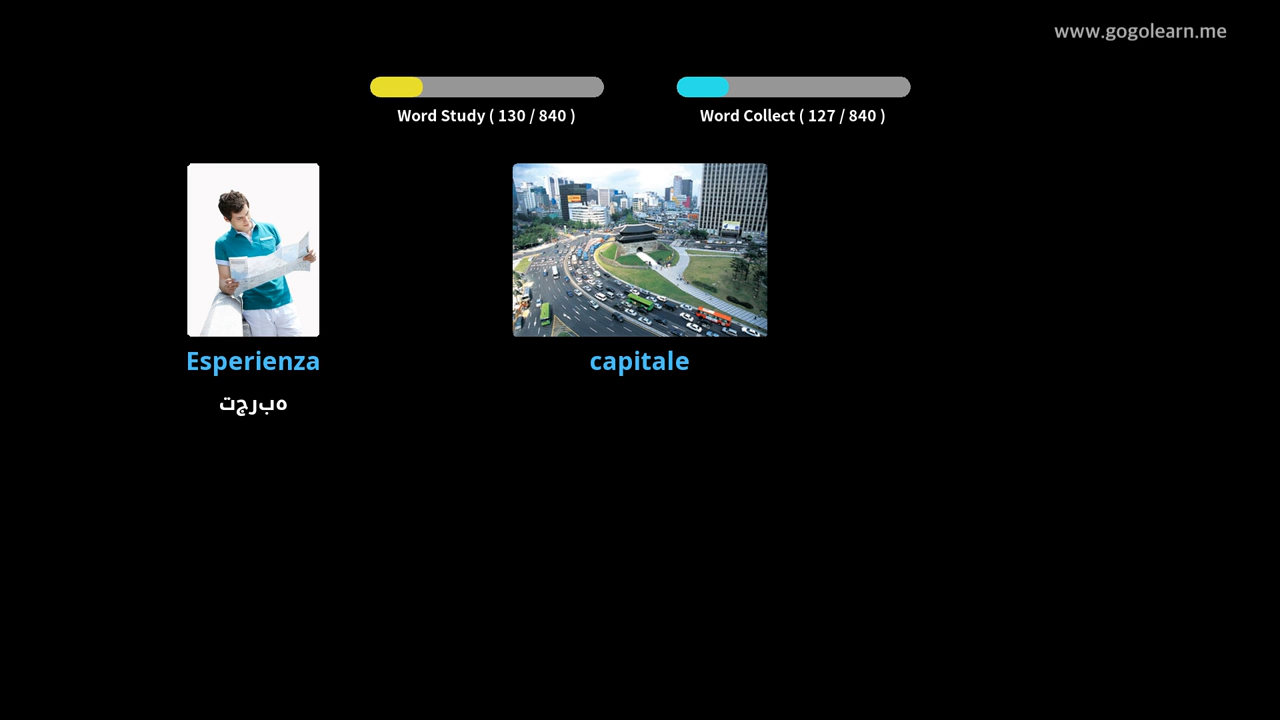 www.gogolearn.me
Word Study ( 130 / 840 )
Word Collect ( 127 / 840 )
Esperienza
capitale
تجربه